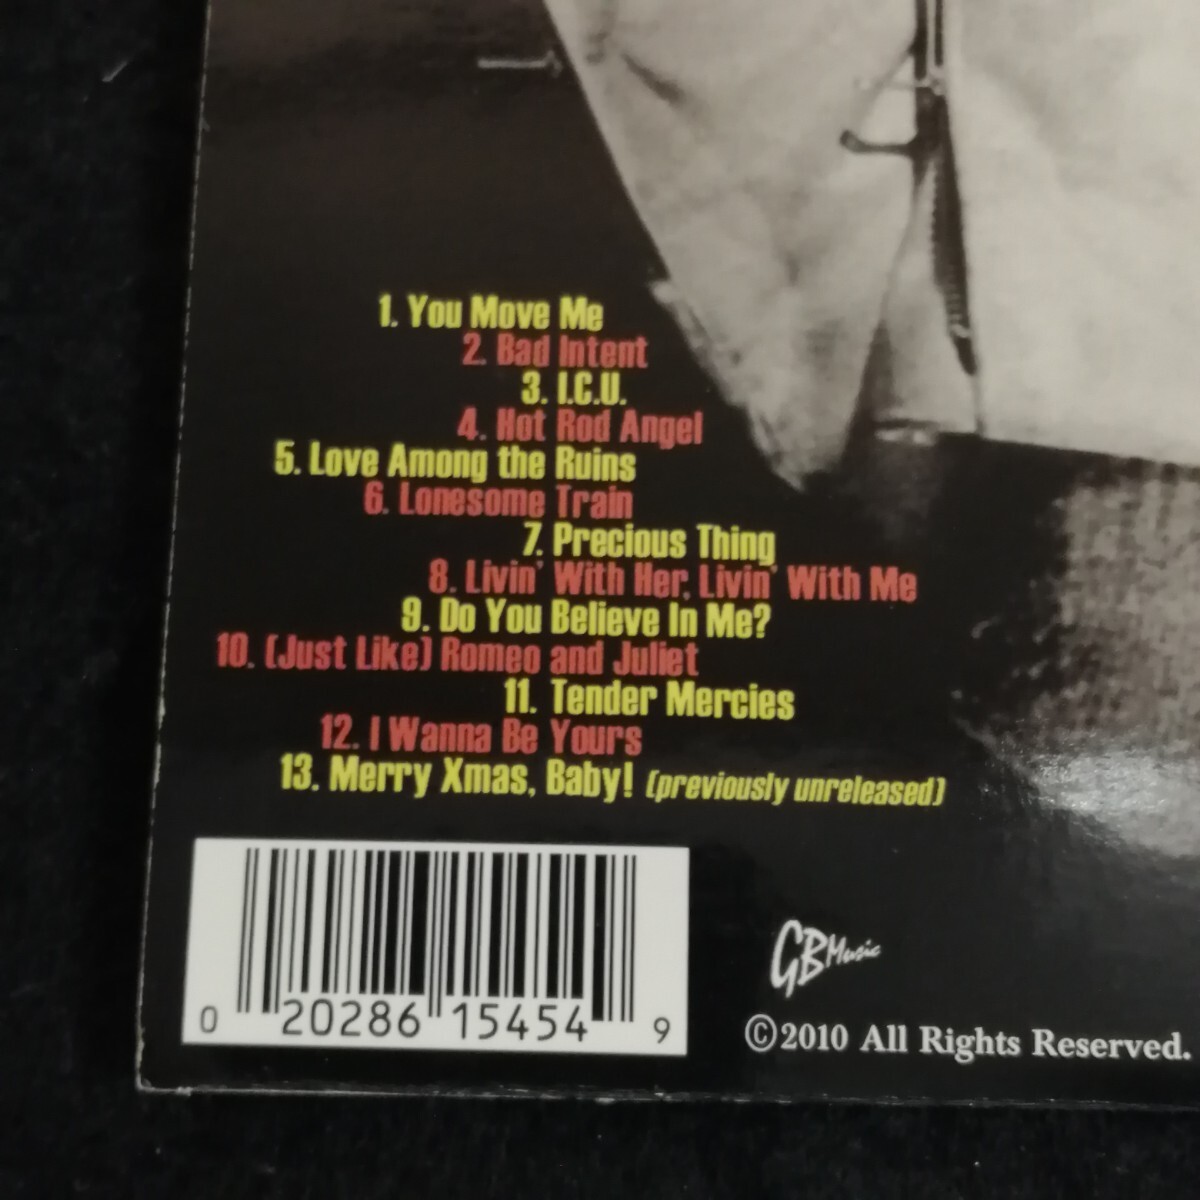 1. You Move Me
2. Bad Intent
3. I.C.U.
4. Hot Rod Angel
5. Love Among the Ruins
6. Lonesome Train
7. Precious Thing
8. Livin' With Her, Livin' With Me
9. Do You Believe In Me?
10. (Just Like) Romeo and Juliet
11. Tender Mercies
12. I Wanna Be Yours
13. Merry Xmas, Baby! (previously unreleased)
0 20286 15454 9
GB Music
©2010 All Rights Reserved.